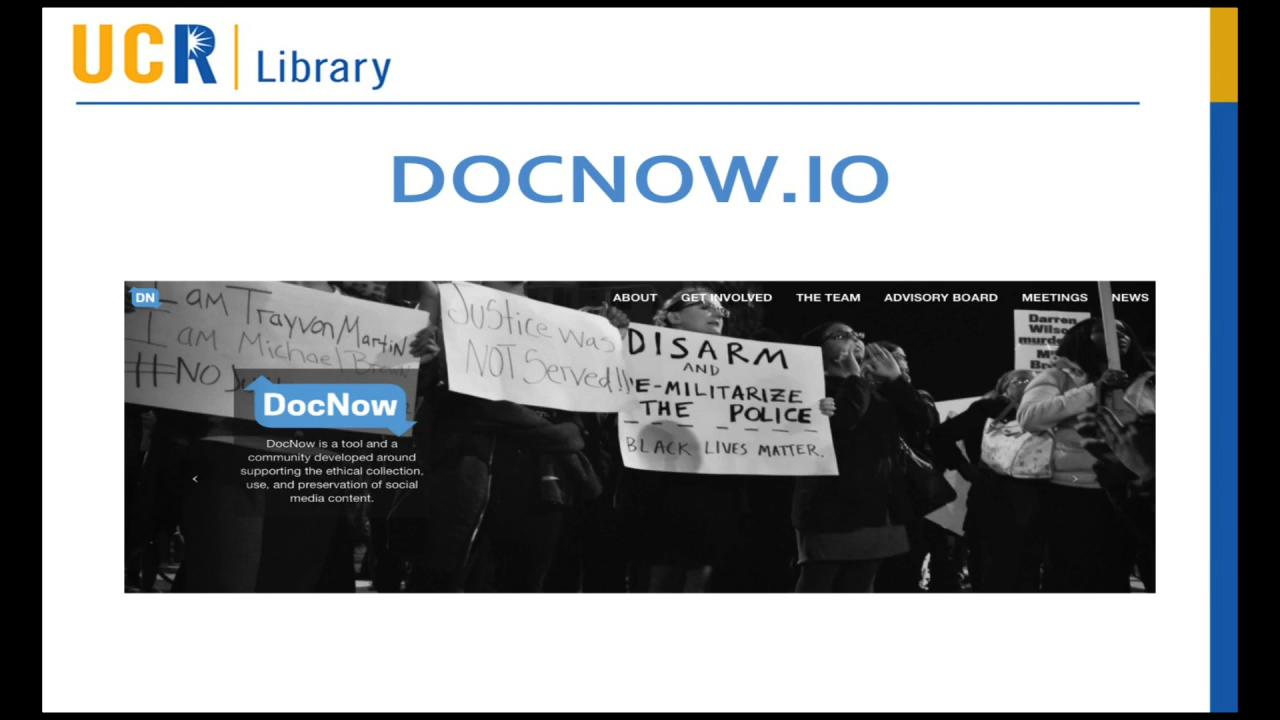 UCR Library
DOCNOW.IO
DN
ABOUT GET INVOLVED THE TEAM ADVISORY BOARD MEETINGS NEWS
I am Trayvon Martin
I am Michael Brown
#NO
Justice was
NOT Served!!
DISARM
AND
E-MILITARIZE
THE POLICE
BLACK LIVES MATTER.
Darren
Wilson
DocNow
DocNow is a tool and a
community developed around
supporting the ethical collection,
use, and preservation of social
media content.